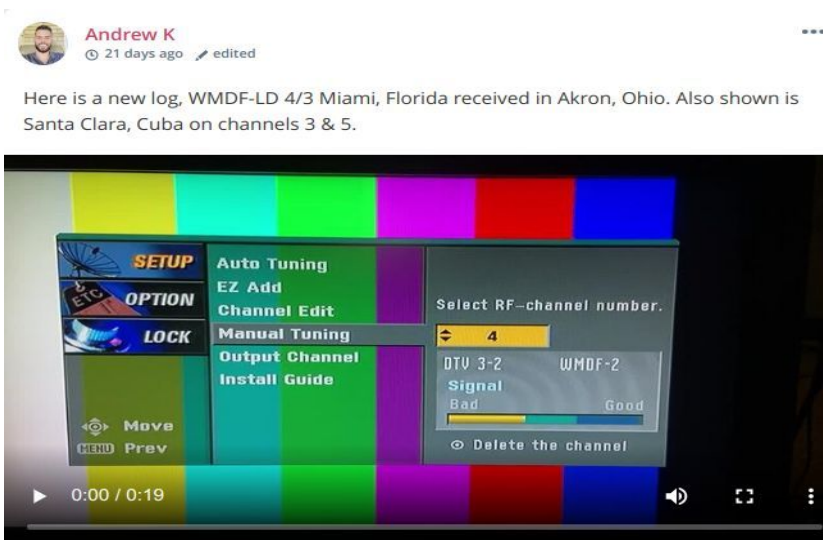 Andrew K
21 days ago edited
Here is a new log, WMDF-LD 4/3 Miami, Florida received in Akron, Ohio. Also shown is
Santa Clara, Cuba on channels 3 & 5.
SETUP
ETC OPTION
LOCK
Auto Tuning
EZ Add
Channel Edit
Manual Tuning
Output Channel
Install Guide
Select RF-channel number.
4
DTV 3-2 WMDF-2
Signal
Bad Good
Delete the channel
Move
MENU Prev
0:00 / 0:19